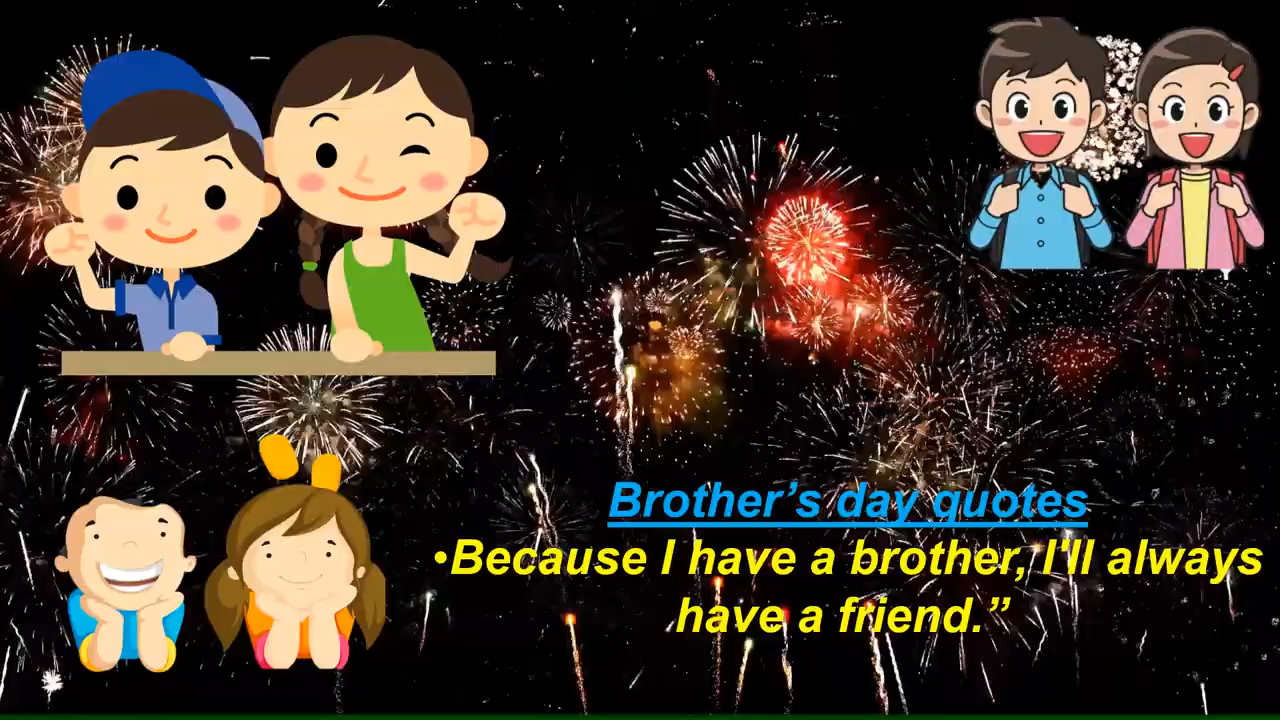 Brother’s day quotes
•Because I have a brother, I'll always
have a friend.”